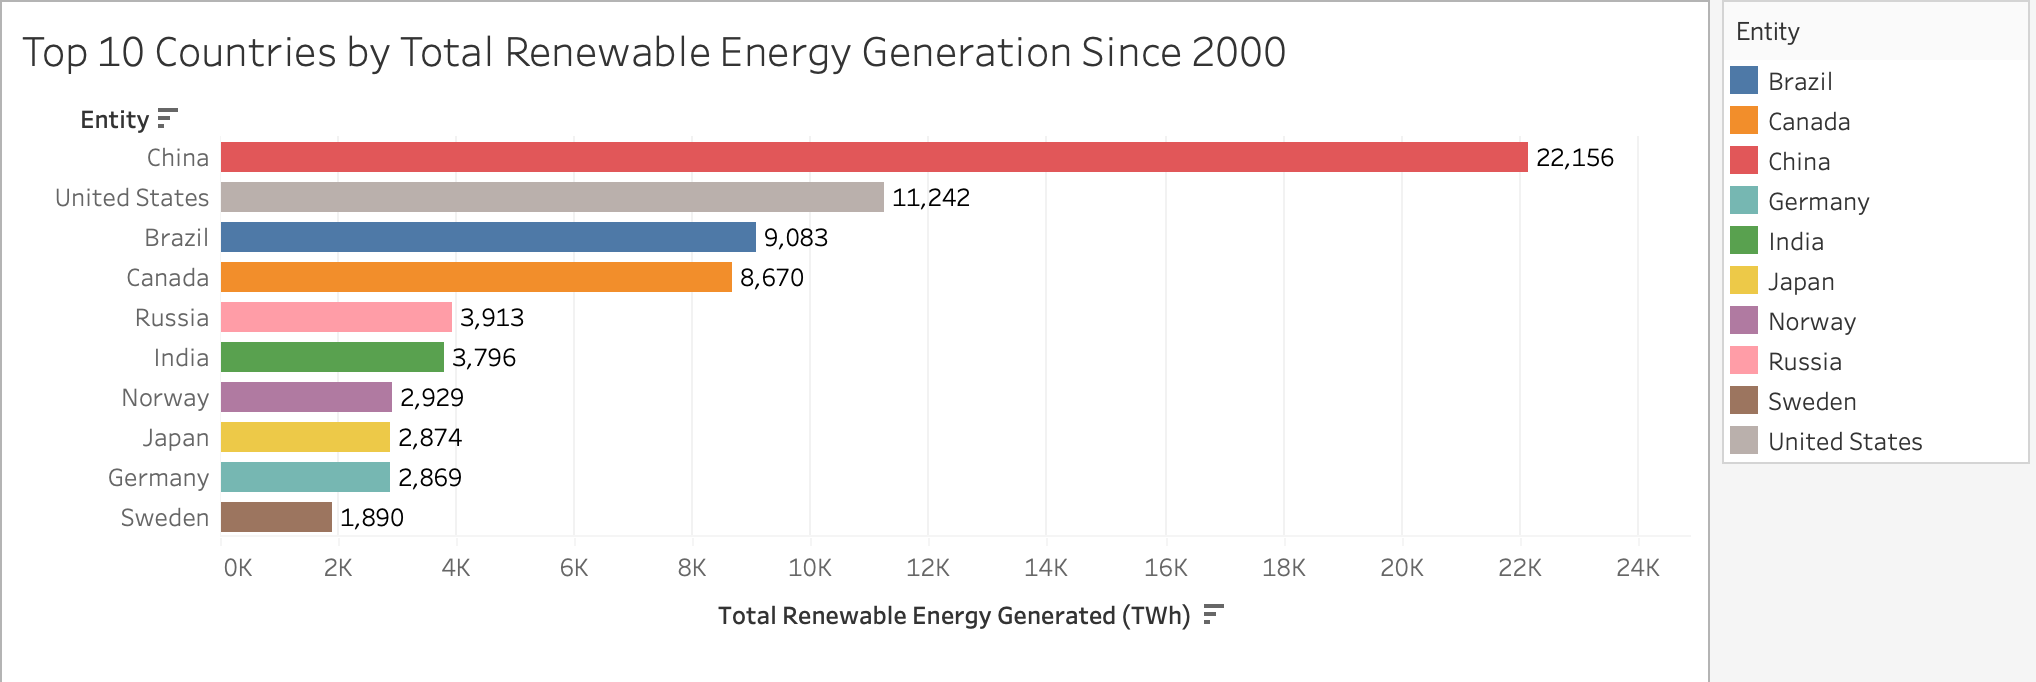 Top 10 Countries by Total Renewable Energy Generation Since 2000
Entity
China 22,156
United States 11,242
Brazil 9,083
Canada 8,670
Russia 3,913
India 3,796
Norway 2,929
Japan 2,874
Germany 2,869
Sweden 1,890
0K 2K 4K 6K 8K 10K 12K 14K 16K 18K 20K 22K 24K
Total Renewable Energy Generated (TWh)
Entity
Brazil
Canada
China
Germany
India
Japan
Norway
Russia
Sweden
United States